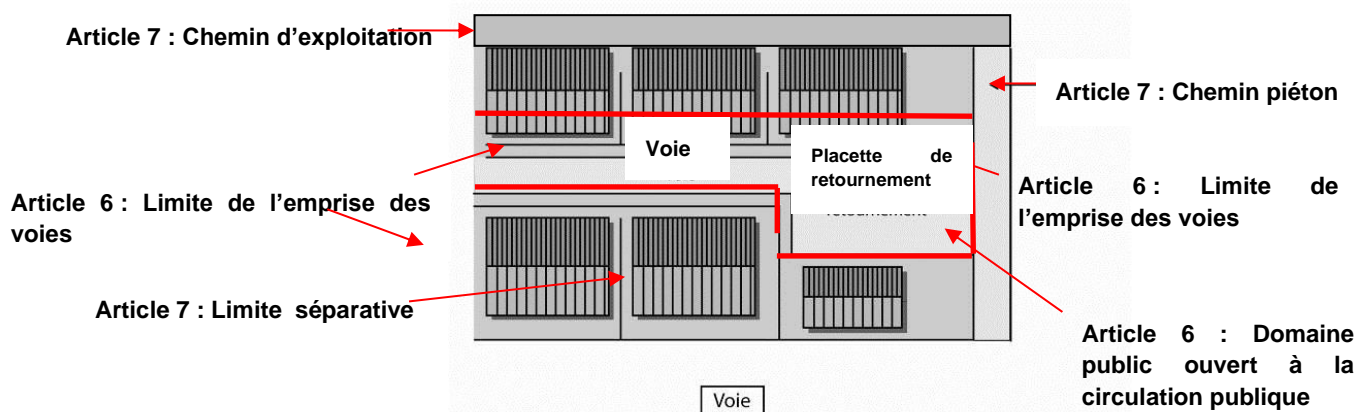 Article 7 : Chemin d'exploitation
Article 7 : Chemin piéton
Voie
Placette de
retournement
retournement
Article 6 : Limite de l'emprise des
voies
Article 6 : Limite de
l'emprise des voies
Article 7 : Limite séparative
Article 6 : Domaine
public ouvert à la
circulation publique
Voie